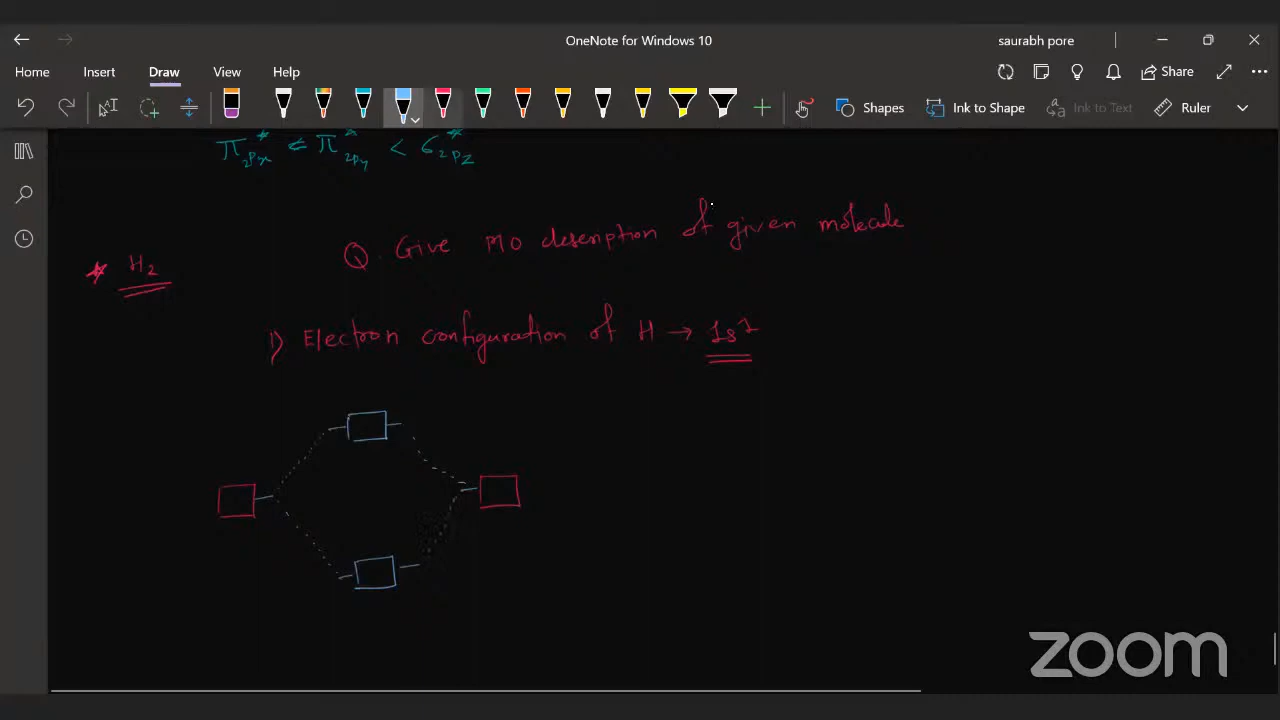 OneNote for Windows 10
saurabh pore
Home Insert Draw View Help
Share
Shapes Ink to Shape Ink to Text Ruler
π*2px = π*2py < σ*2pz
Q. Give MO description of given molecule
* H2
1) Electron configuration of H → 1s1
zoom